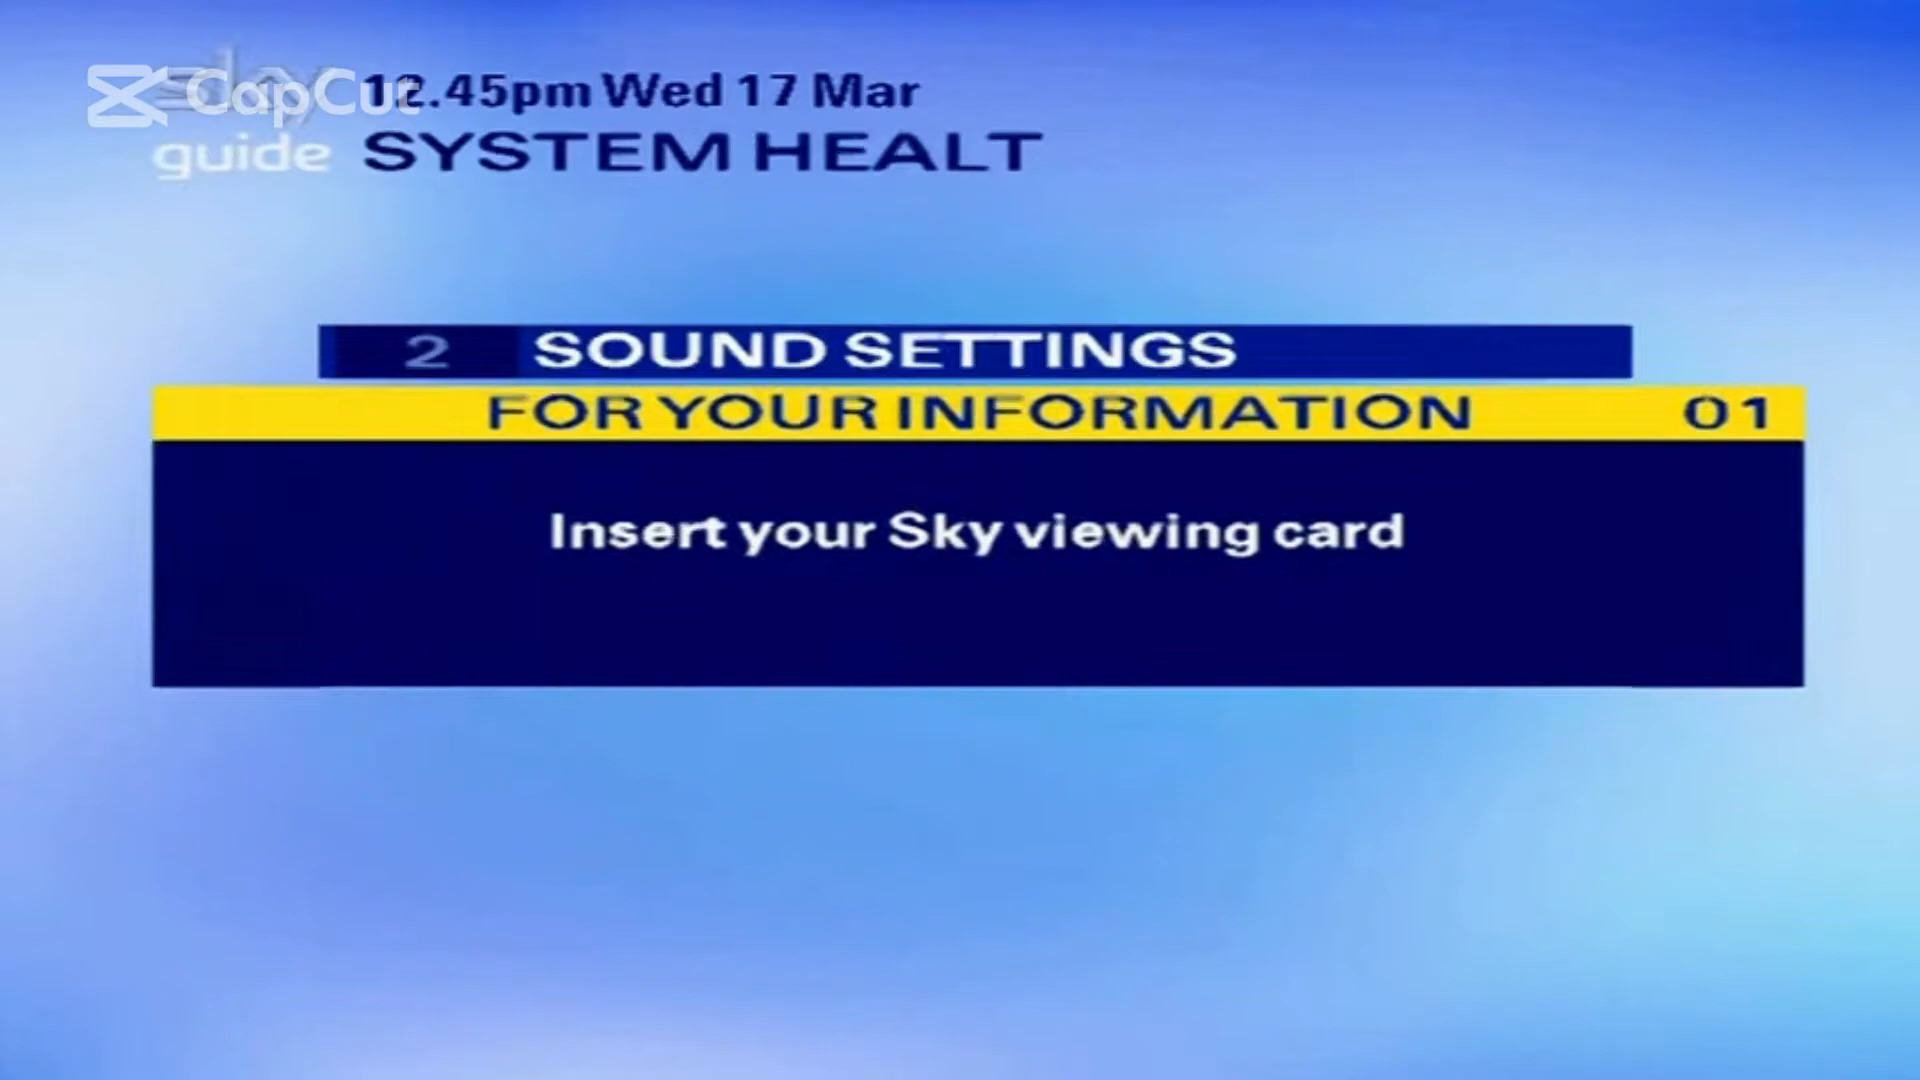 sky
CapCut
12.45pm Wed 17 Mar
guide
SYSTEM HEALT
2 SOUND SETTINGS
FOR YOUR INFORMATION 01
Insert your Sky viewing card